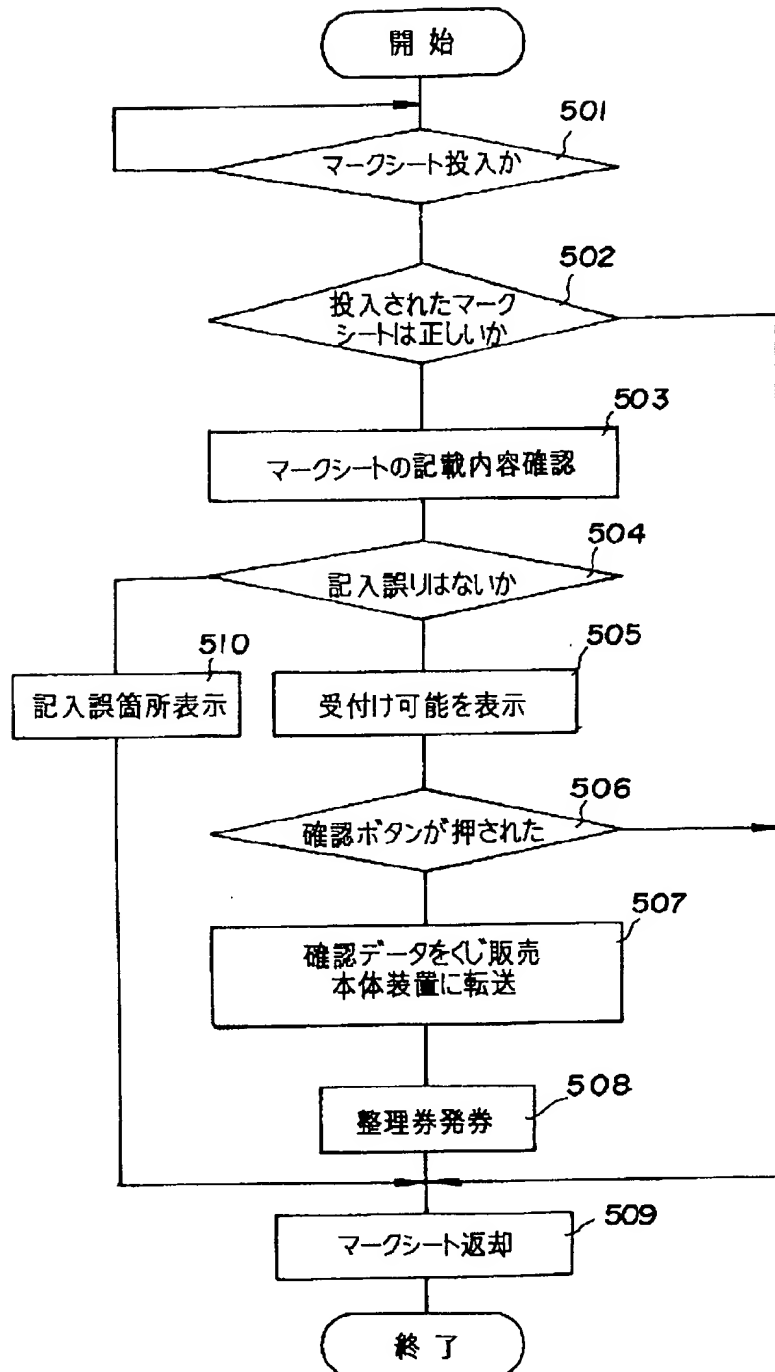 開始
501
マークシート投入か
502
投入されたマーク
シートは正しいか
503
マークシートの記載内容確認
504
記入誤りはないか
510
記入誤箇所表示
505
受付け可能を表示
506
確認ボタンが押された
507
確認データをくじ販売
本体装置に転送
508
整理券発券
509
マークシート返却
終了